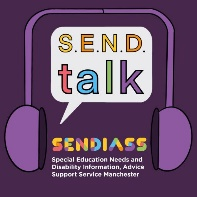 S.E.N.D.
talk
SENDIASS
Special Education Needs and
Disability Information, Advice
Support Service Manchester